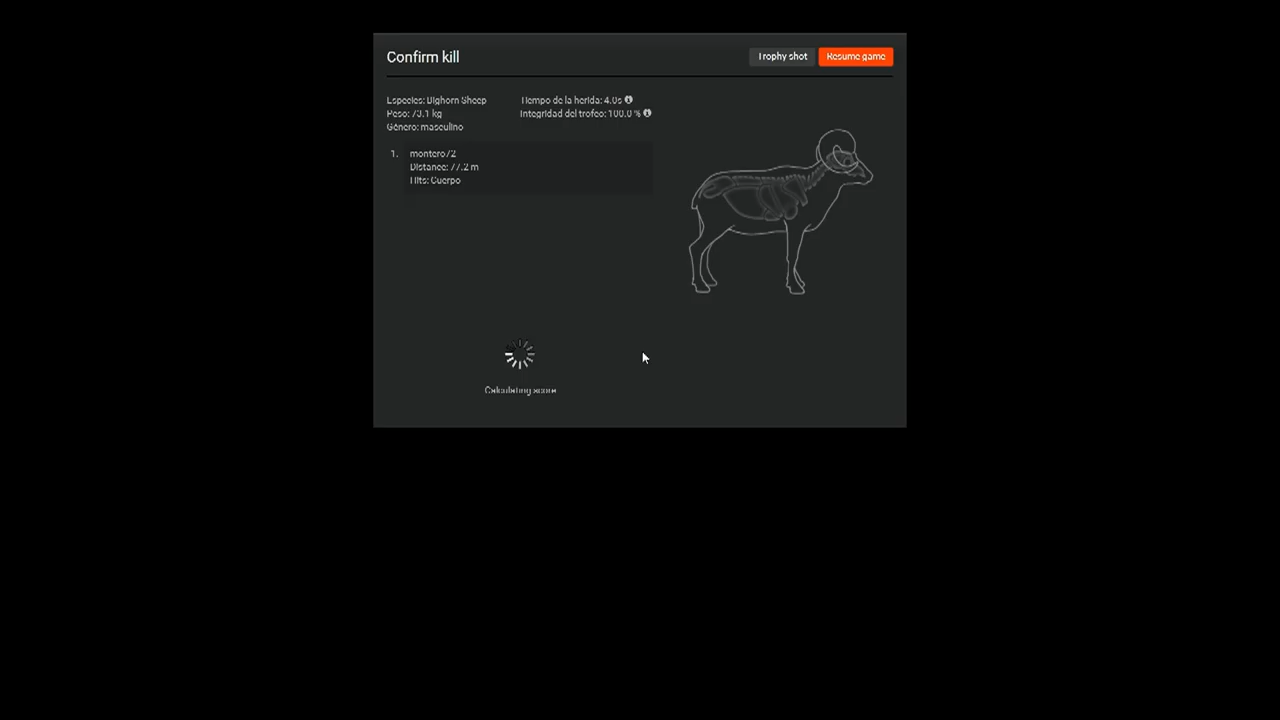 Confirm kill
Trophy shot
Resume game
Especies: Bighorn Sheep
Peso: 73.1 kg
Género: masculino
Tiempo de la herida: 4.0s
Integridad del trofeo: 100.0 %
1. montero72
Distance: 77.2 m
Hits: Cuerpo
Calculating score